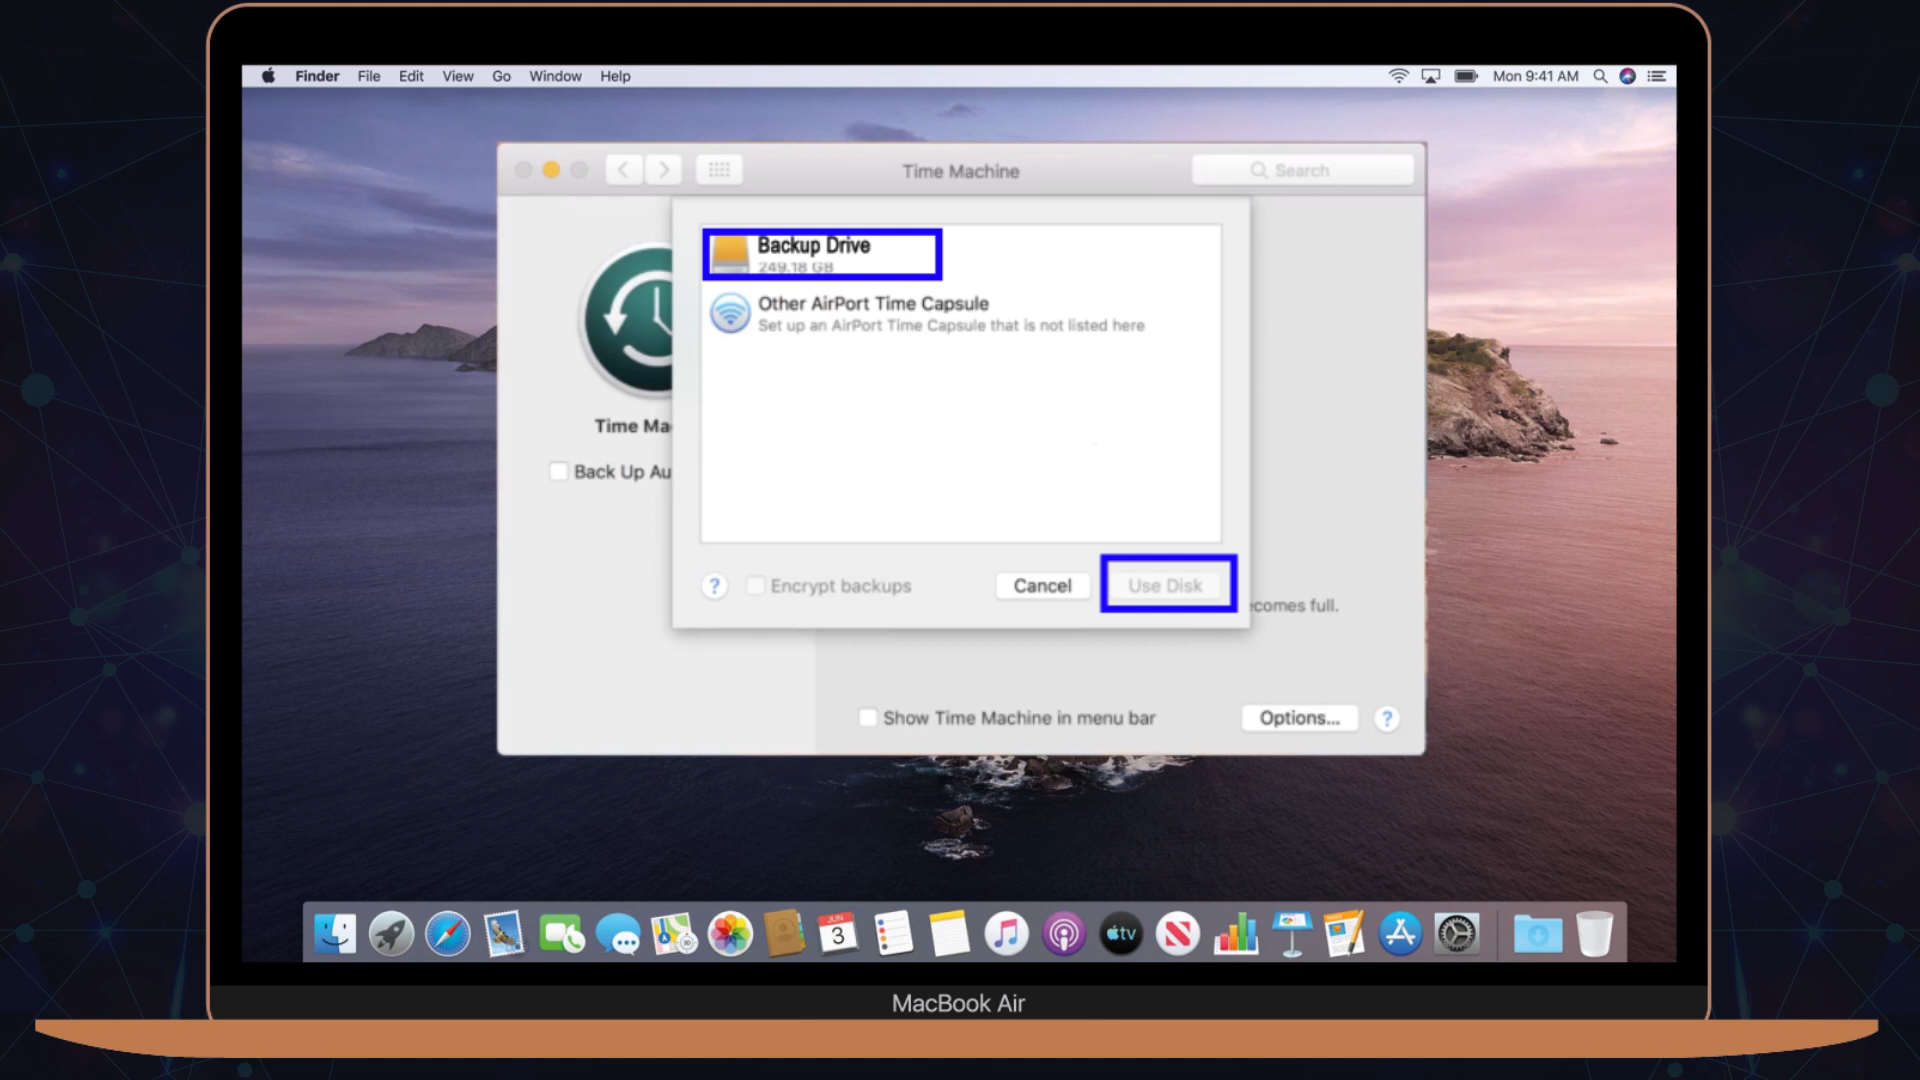 Finder File Edit View Go Window Help Mon 9:41 AM
Time Machine Search
Backup Drive
249.18 GB
Other AirPort Time Capsule
Set up an AirPort Time Capsule that is not listed here
Time Ma
Back Up Au
? Encrypt backups Cancel Use Disk
comes full.
Show Time Machine in menu bar Options... ?
JUN
3
tv
MacBook Air